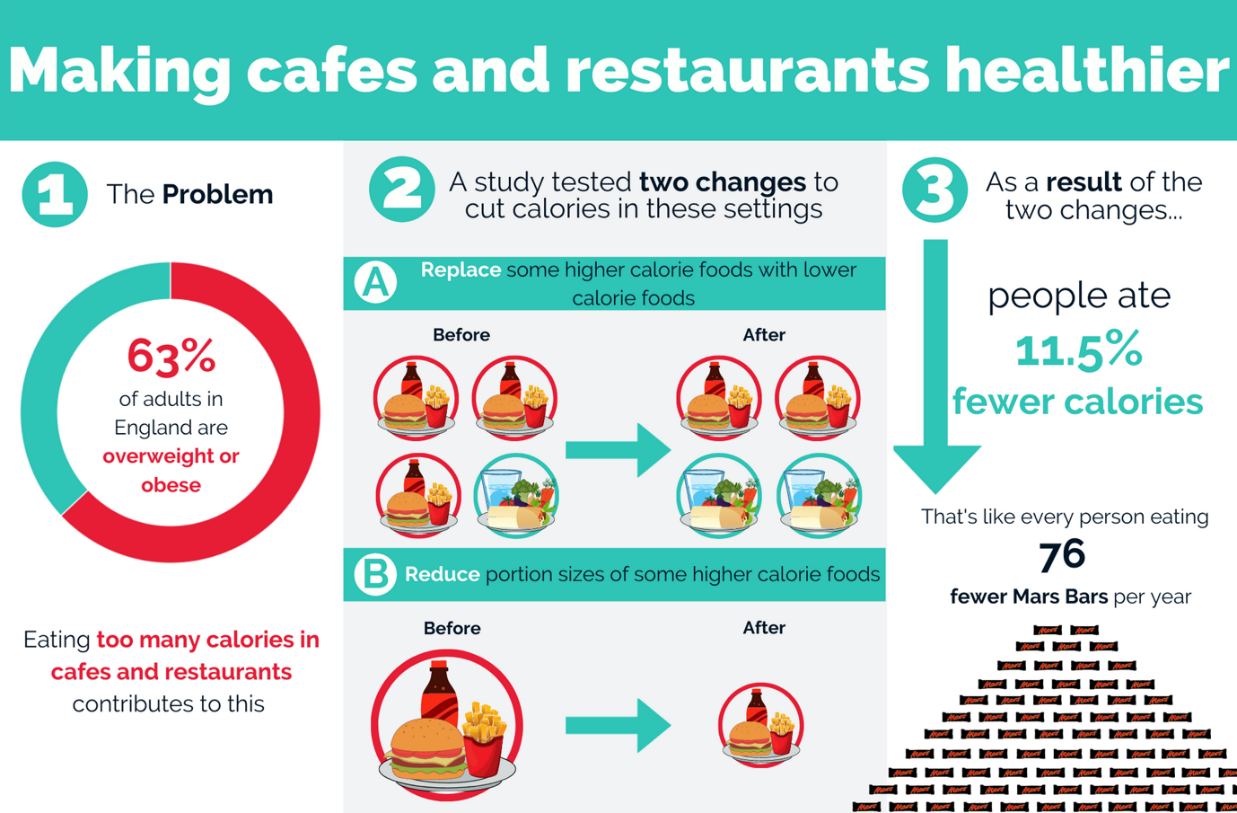 Making cafes and restaurants healthier
1
The Problem
63%
of adults in
England are
overweight or
obese
Eating too many calories in
cafes and restaurants
contributes to this
2
A study tested two changes to
cut calories in these settings
A
Replace some higher calorie foods with lower
calorie foods
Before
After
B
Reduce portion sizes of some higher calorie foods
Before
After
3
As a result of the
two changes...
people ate
11.5%
fewer calories
That's like every person eating
76
fewer Mars Bars per year